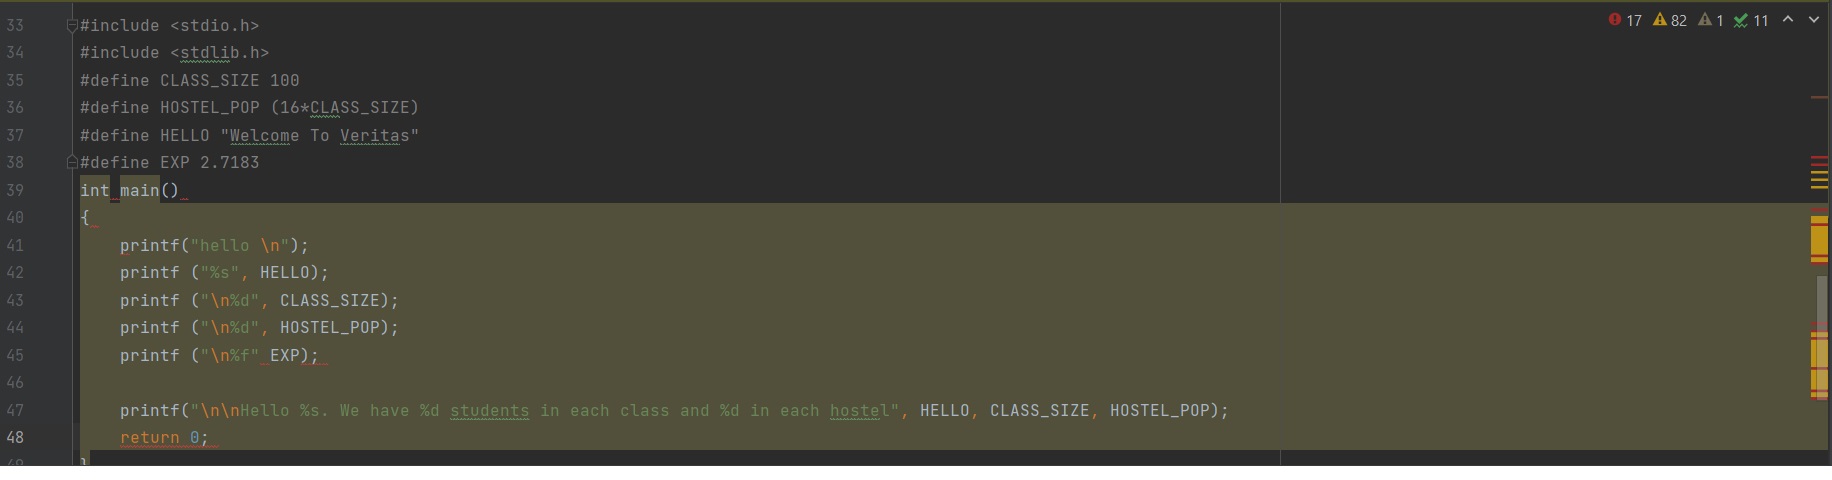 17 82 1 11
33 #include <stdio.h>
34 #include <stdlib.h>
35 #define CLASS_SIZE 100
36 #define HOSTEL_POP (16*CLASS_SIZE)
37 #define HELLO "Welcome To Veritas"
38 #define EXP 2.7183
39 int main()
40 {
41     printf("hello \n");
42     printf ("%s", HELLO);
43     printf ("\n%d", CLASS_SIZE);
44     printf ("\n%d", HOSTEL_POP);
45     printf ("\n%f" EXP);
46
47     printf("\n\nHello %s. We have %d students in each class and %d in each hostel", HELLO, CLASS_SIZE, HOSTEL_POP);
48     return 0;
49 }